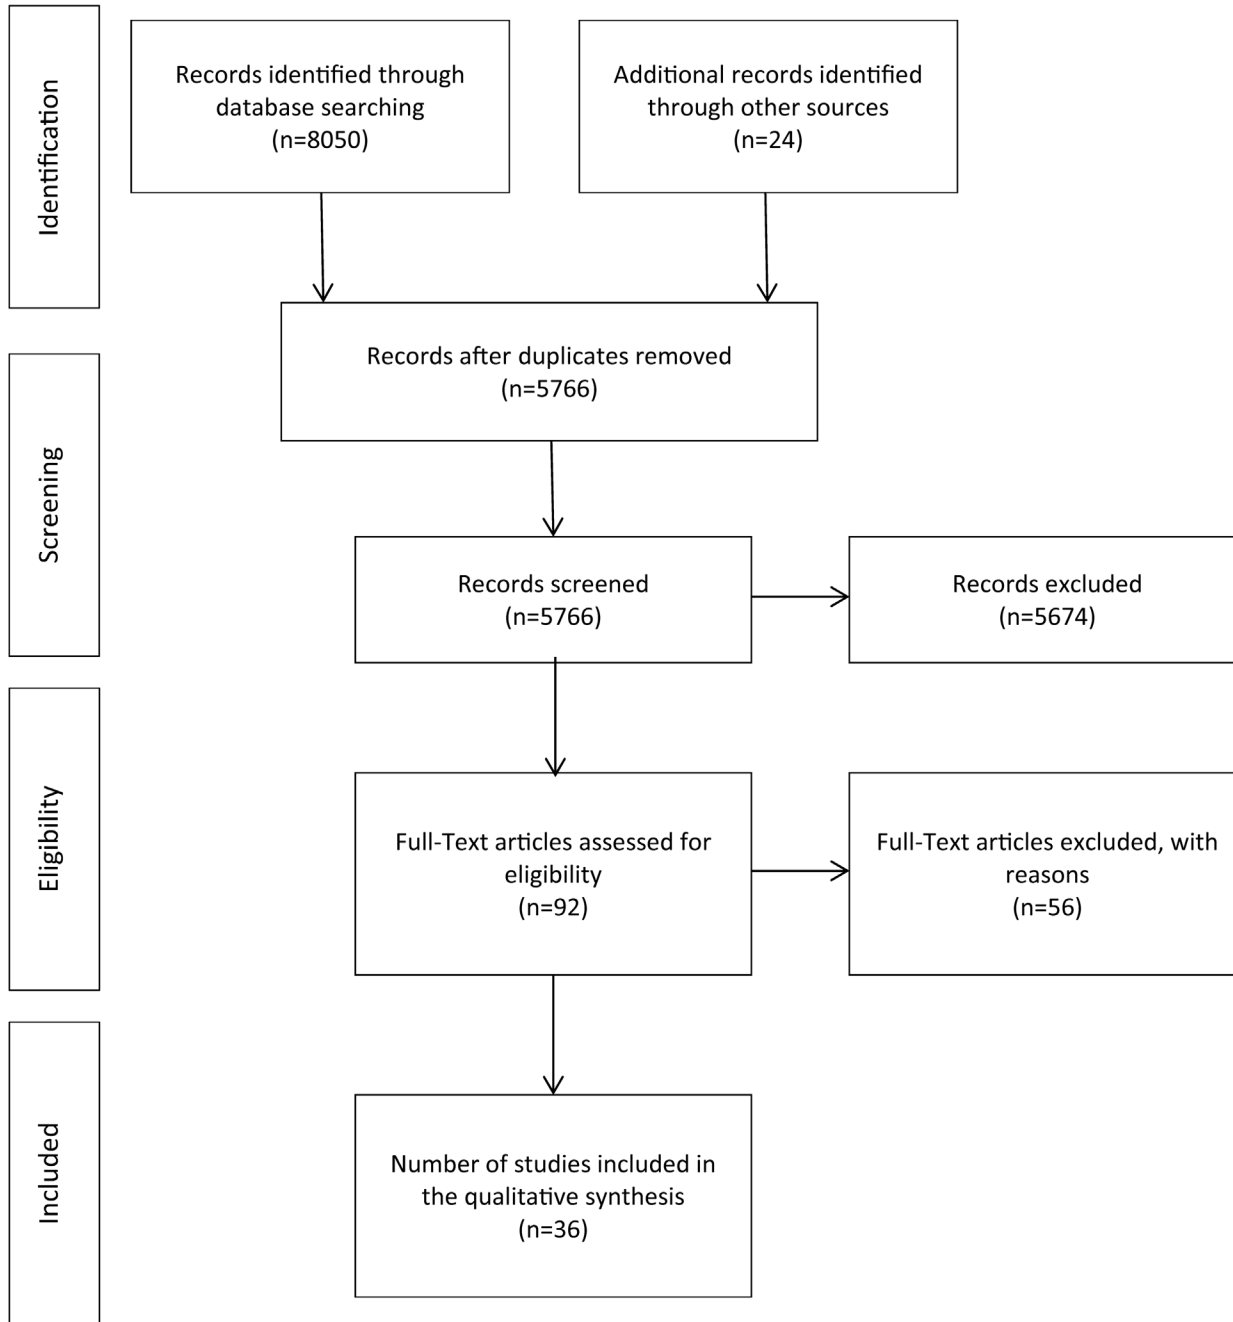 Identification
Records identified through
database searching
(n=8050)
Additional records identified
through other sources
(n=24)
Records after duplicates removed
(n=5766)
Screening
Records screened
(n=5766)
Records excluded
(n=5674)
Eligibility
Full-Text articles assessed for
eligibility
(n=92)
Full-Text articles excluded, with
reasons
(n=56)
Included
Number of studies included in
the qualitative synthesis
(n=36)